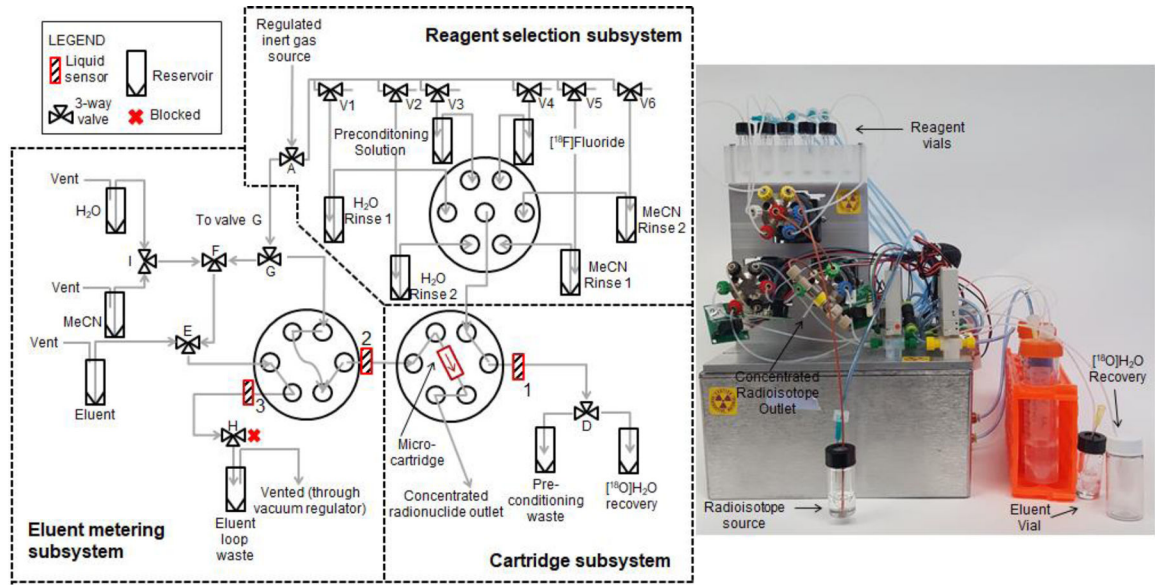 LEGEND
Liquid
sensor
Reservoir
3-way
valve
Blocked
Regulated
inert gas
source
Reagent selection subsystem
V1
V2
V3
V4
V5
V6
Preconditoning
Solution
[¹⁸F]Fluoride
A
H₂O
Rinse 1
H₂O
Rinse 2
MeCN
Rinse 1
MeCN
Rinse 2
Vent
H₂O
To valve G
I
F
G
Vent
MeCN
E
Vent
Eluent
2
3
H
Eluent
loop
waste
Vented (through
vacuum regulator)
Eluent metering
subsystem
1
D
Micro-
cartridge
Concentrated
radionuclide outlet
Pre-
conditioning
waste
[¹⁸O]H₂O
recovery
Cartridge subsystem
Reagent
vials
Concentrated
Radioisotope
Outlet
[¹⁸O]H₂O
Recovery
Radioisotope
source
Eluent
Vial